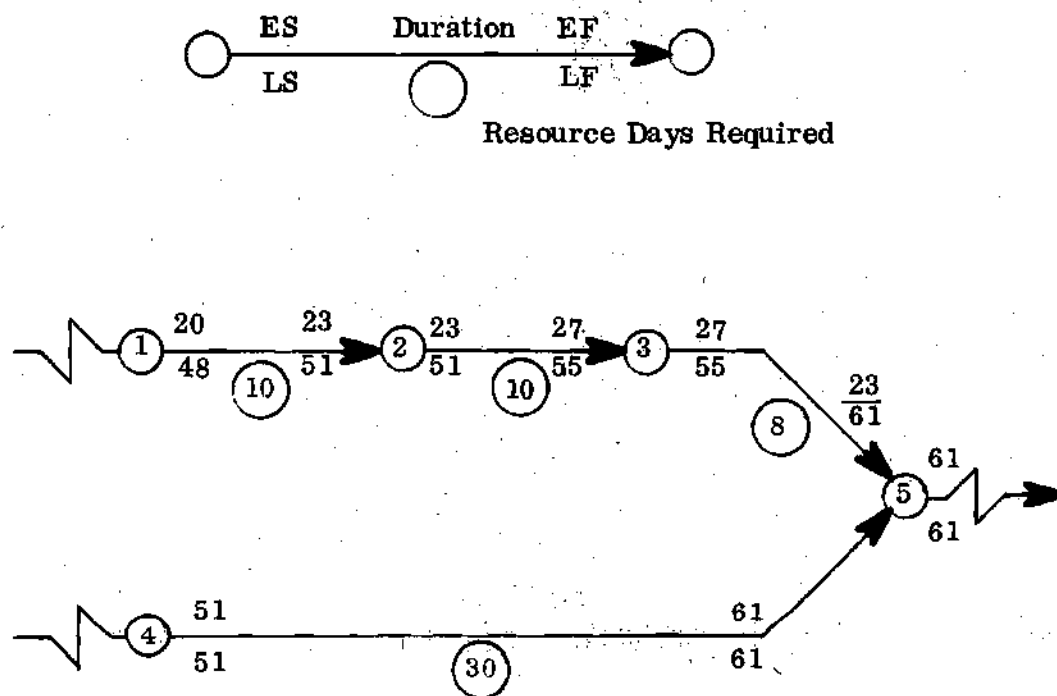 ES Duration EF
LS LF
Resource Days Required
20 23 23 27 27
1 2 3
48 10 51 51 10 55 55
23
61
8
61
5
61
51 61
4
51 30 61